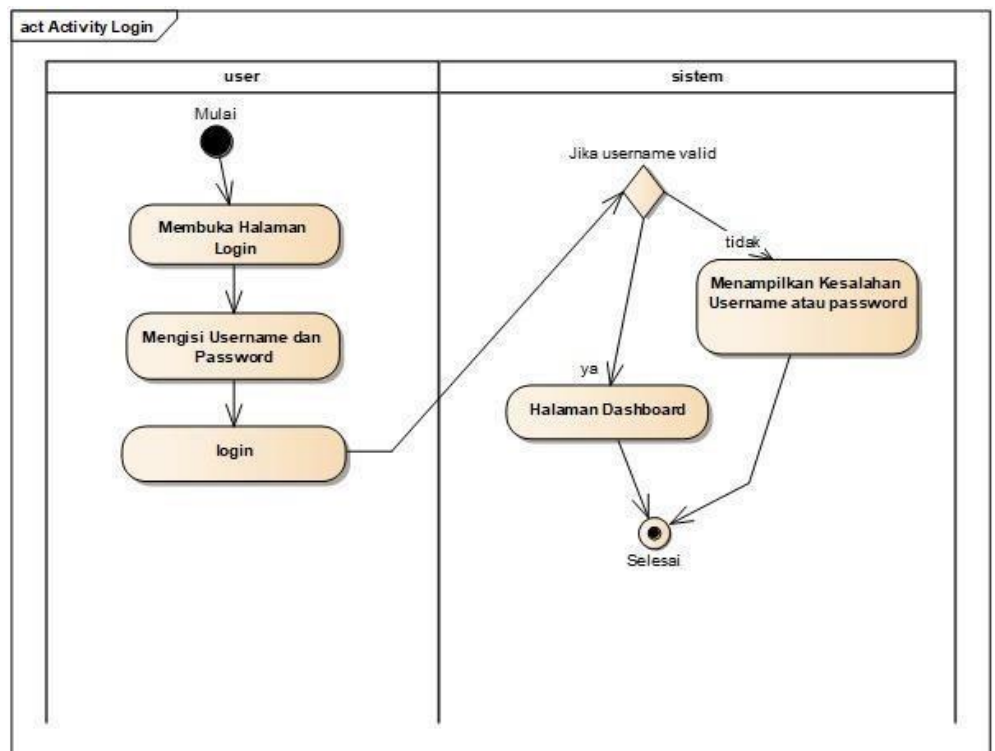 act Activity Login
user
sistem
Mulai
Membuka Halaman
Login
Mengisi Username dan
Password
login
Jika username valid
tidak
Menampilkan Kesalahan
Username atau password
ya
Halaman Dashboard
Selesai